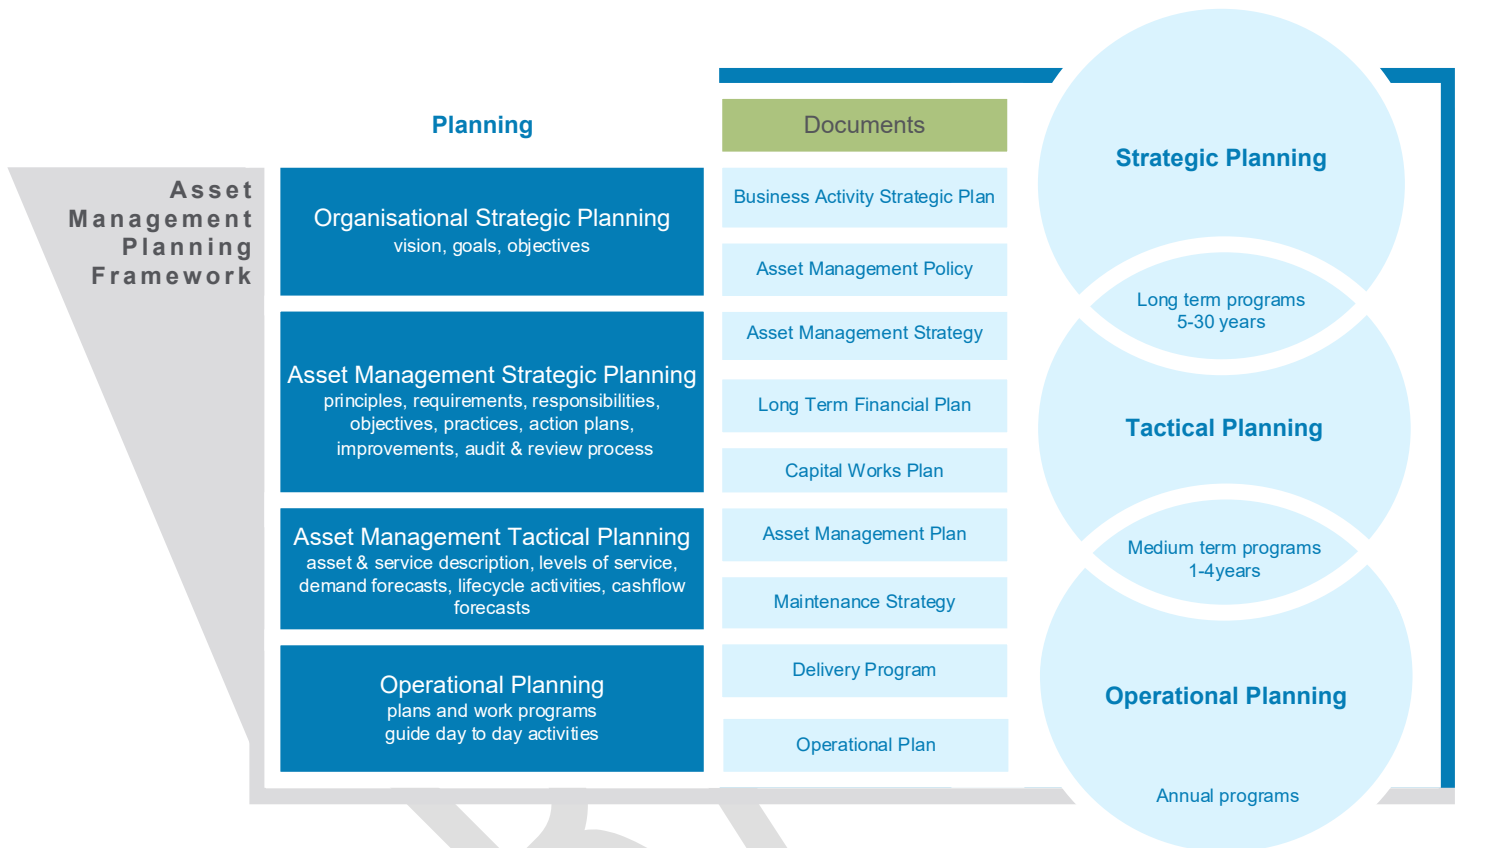 Asset
Management
Planning
Framework
Planning
Organisational Strategic Planning
vision, goals, objectives
Asset Management Strategic Planning
principles, requirements, responsibilities,
objectives, practices, action plans,
improvements, audit & review process
Asset Management Tactical Planning
asset & service description, levels of service,
demand forecasts, lifecycle activities, cashflow
forecasts
Operational Planning
plans and work programs
guide day to day activities
Documents
Business Activity Strategic Plan
Asset Management Policy
Asset Management Strategy
Long Term Financial Plan
Capital Works Plan
Asset Management Plan
Maintenance Strategy
Delivery Program
Operational Plan
Strategic Planning
Long term programs
5-30 years
Tactical Planning
Medium term programs
1-4years
Operational Planning
Annual programs